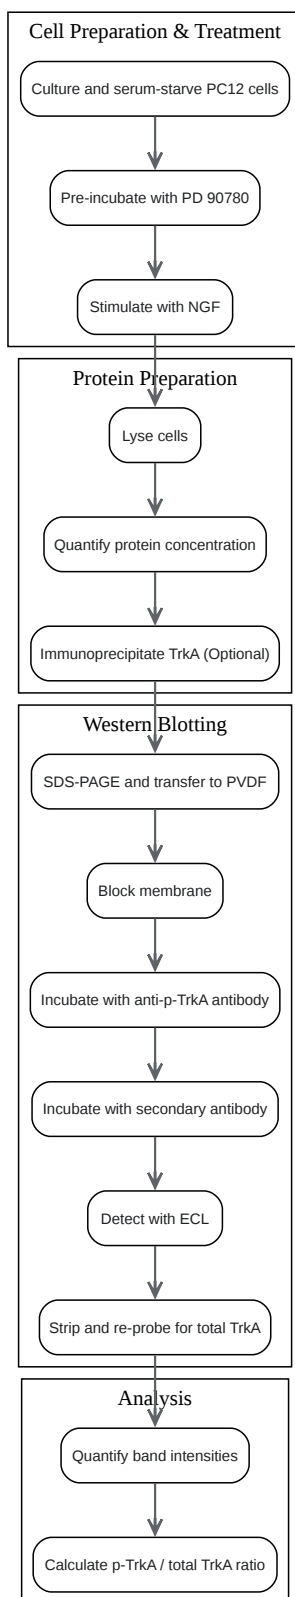 Cell Preparation & Treatment
Culture and serum-starve PC12 cells
Pre-incubate with PD 90780
Stimulate with NGF
Protein Preparation
Lyse cells
Quantify protein concentration
Immunoprecipitate TrkA (Optional)
Western Blotting
SDS-PAGE and transfer to PVDF
Block membrane
Incubate with anti-p-TrkA antibody
Incubate with secondary antibody
Detect with ECL
Strip and re-probe for total TrkA
Analysis
Quantify band intensities
Calculate p-TrkA / total TrkA ratio